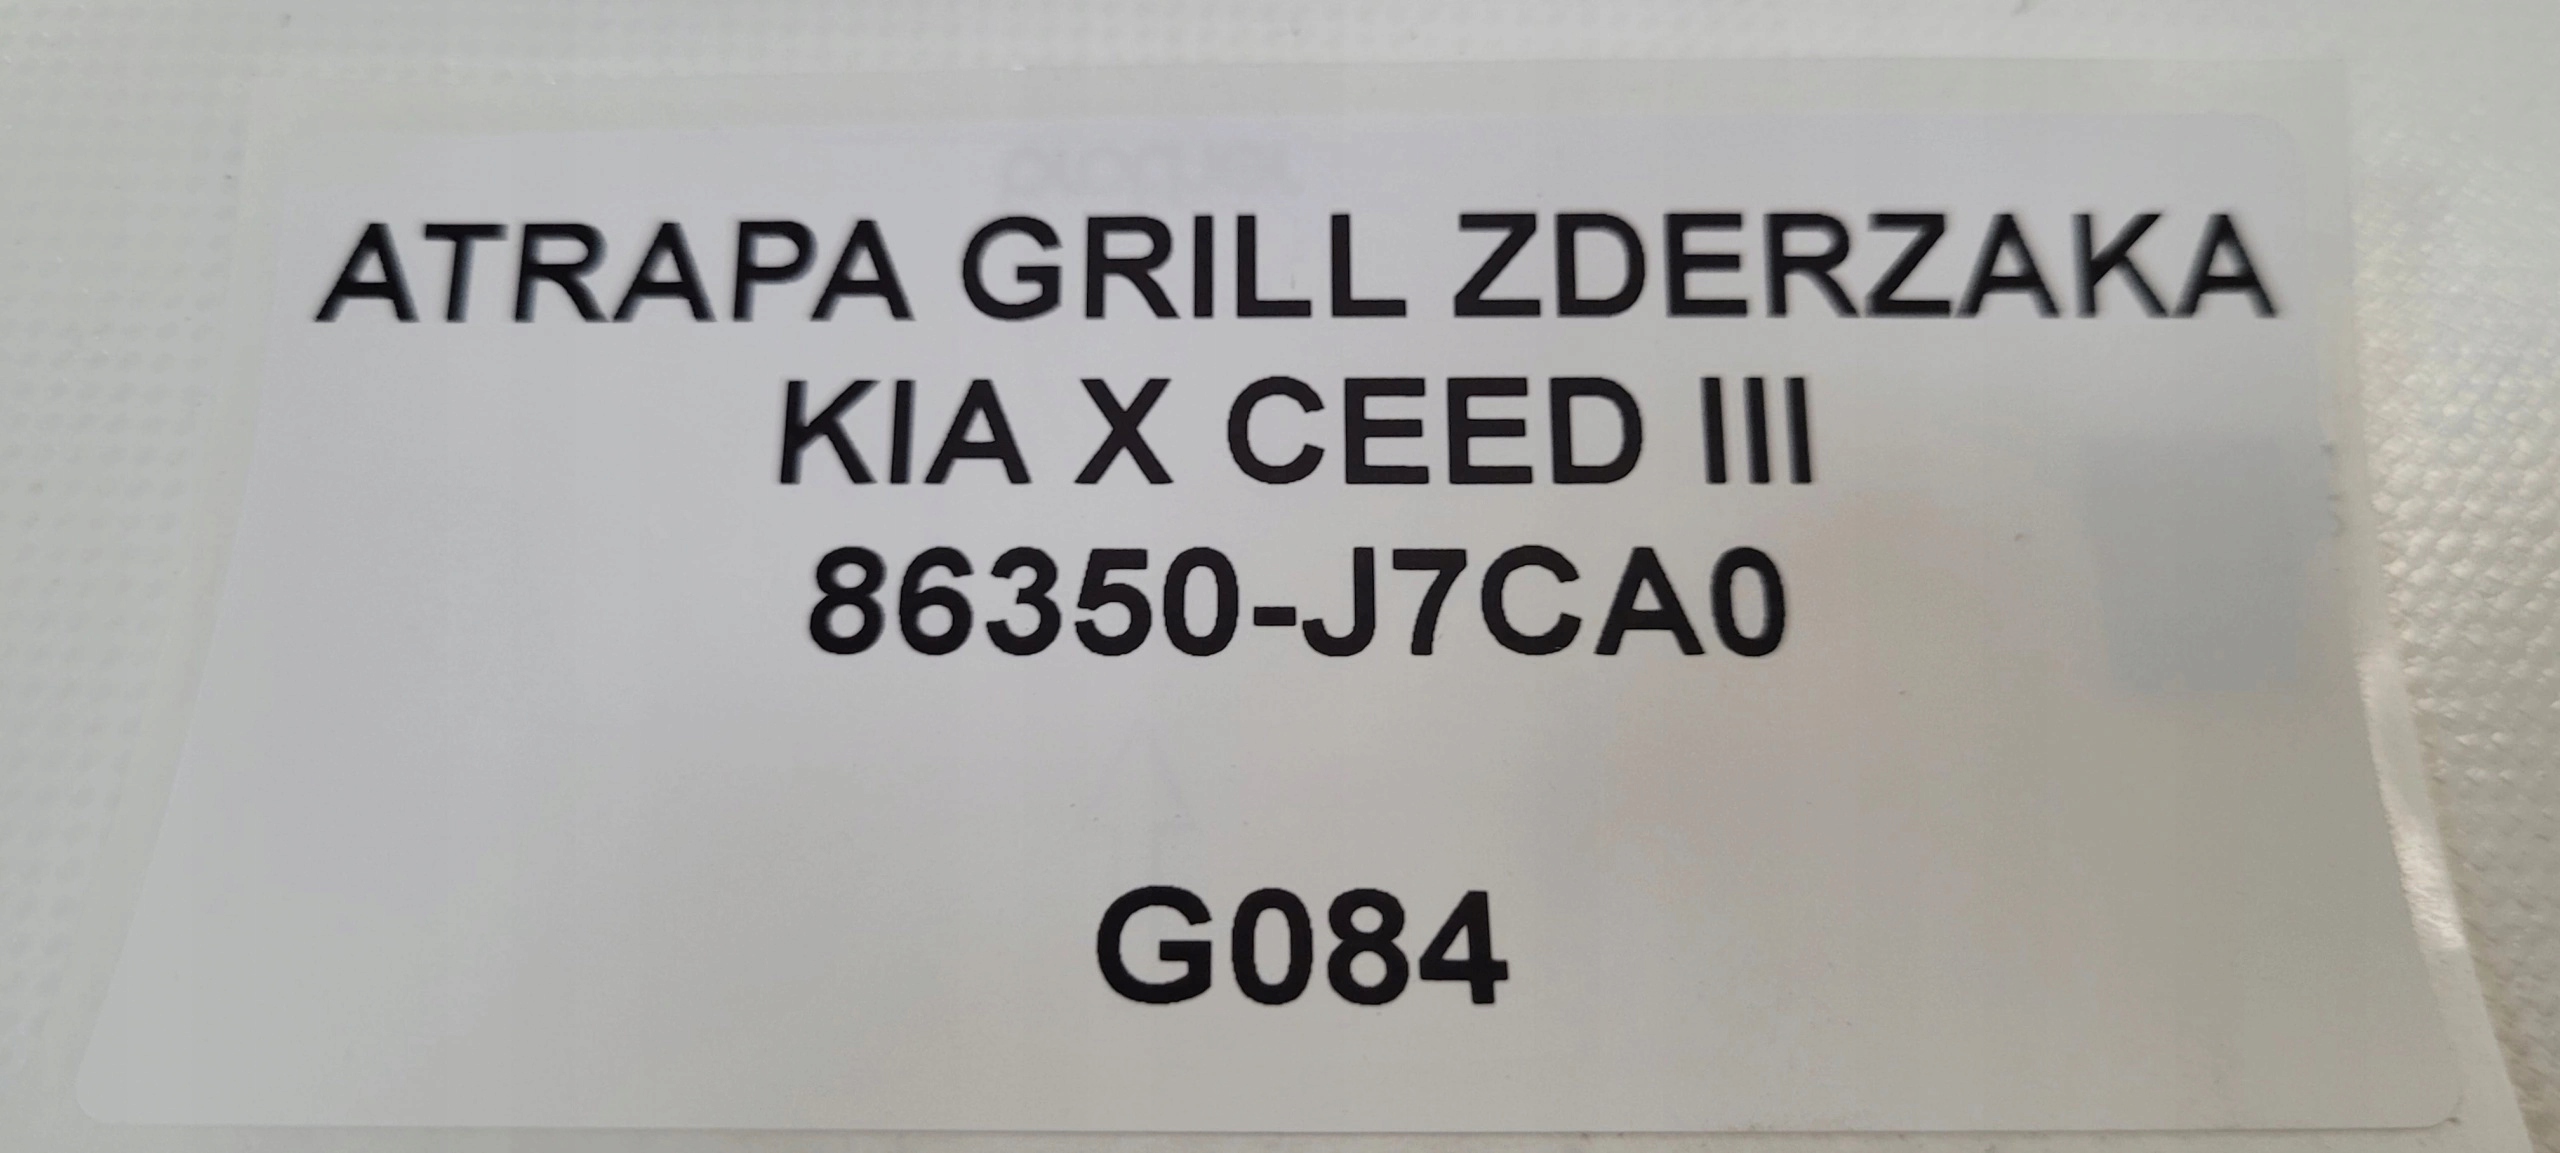 ATRAPA GRILL ZDERZAKA
KIA X CEED III
86350-J7CA0
G084